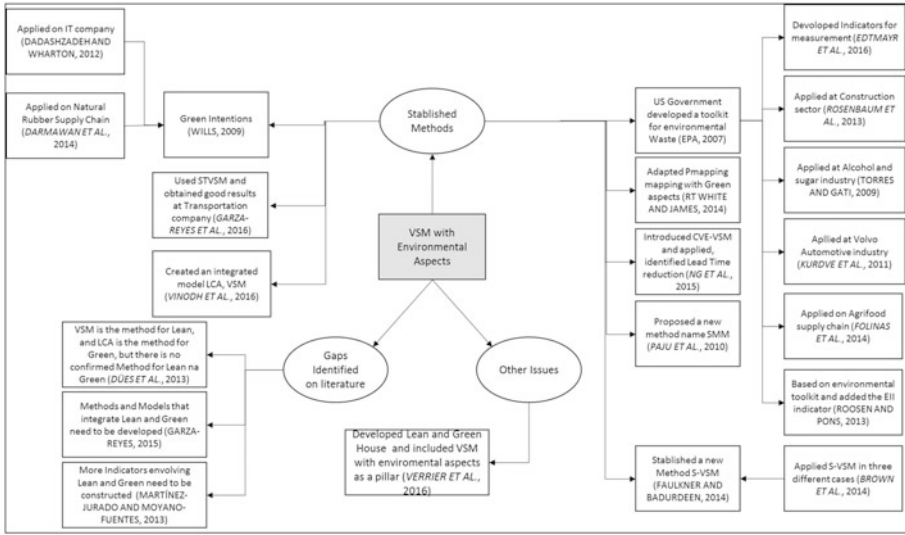 Applied on IT company
(DADASHZADEH AND
WHARTON, 2012)
Applied on Natural
Rubber Supply Chain
(DARMAWAN ET AL.,
2014)
Green Intentions
(WILLS, 2009)
Used STVSM and
obtained good results
at Transportation
company (GARZA-
REYES ET AL., 2016)
Created an integrated
model LCA, VSM
(VINODH ET AL., 2016)
Stablished
Methods
VSM with
Environmental
Aspects
Gaps
Identified
on literature
Other Issues
VSM is the method for Lean,
and LCA is the method for
Green, but there is no
confirmed Method for Lean na
Green (DÜES ET AL., 2013)
Methods and Models that
integrate Lean and Green
need to be developed (GARZA-
REYES, 2015)
More Indicators envolving
Lean and Green need to be
constructed (MARTÍNEZ-
JURADO AND MOYANO-
FUENTES, 2013)
Developed Lean and Green
House and included VSM
with enviromental aspects
as a pillar (VERRIER ET AL.,
2016)
US Government
developed a toolkit
for environmental
Waste (EPA, 2007)
Adapted Pmapping
mapping with Green
aspects (RT WHITE
AND JAMES, 2014)
Introduced CVE-VSM
and applied,
identified Lead Time
reduction (NG ET AL.,
2015)
Proposed a new
method name SMM
(PAJU ET AL., 2010)
Stablished a new
Method S-VSM
(FAULKNER AND
BADURDEEN, 2014)
Devoloped Indicators for
measurement (EDTMAYR
ET AL., 2016)
Applied at Construction
sector (ROSENBAUM ET
AL., 2013)
Applied at Alcohol and
sugar industry (TORRES
AND GATI, 2009)
Apllied at Volvo
Automotive industry
(KURDVE ET AL., 2011)
Applied on Agrifood
supply chain (FOLINAS
ET AL., 2014)
Based on environmental
toolkit and added the EII
indicator (ROOSEN AND
PONS, 2013)
Applied S-VSM in three
different cases (BROWN
ET AL., 2014)